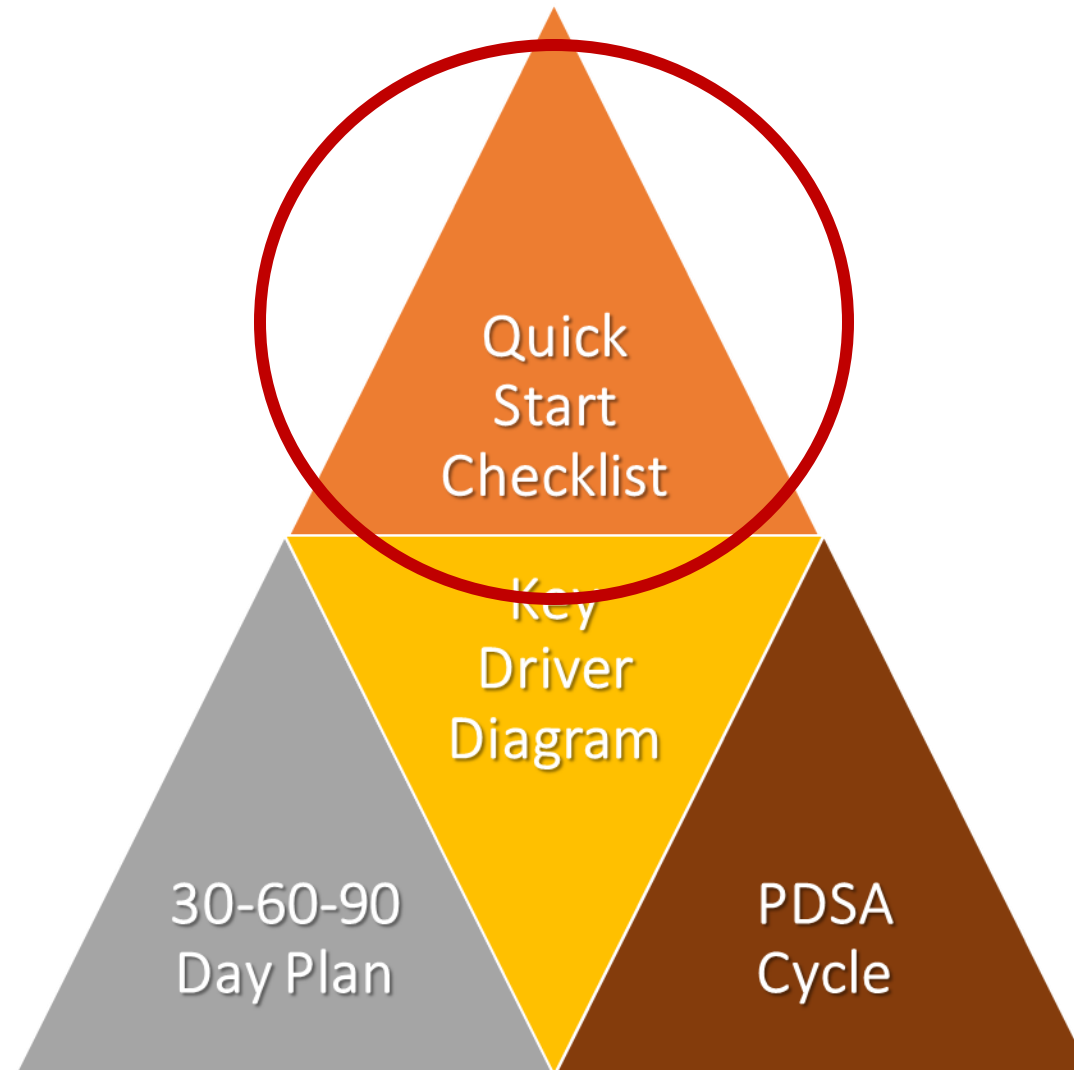 Quick
Start
Checklist
Key
Driver
Diagram
30-60-90
Day Plan
PDSA
Cycle